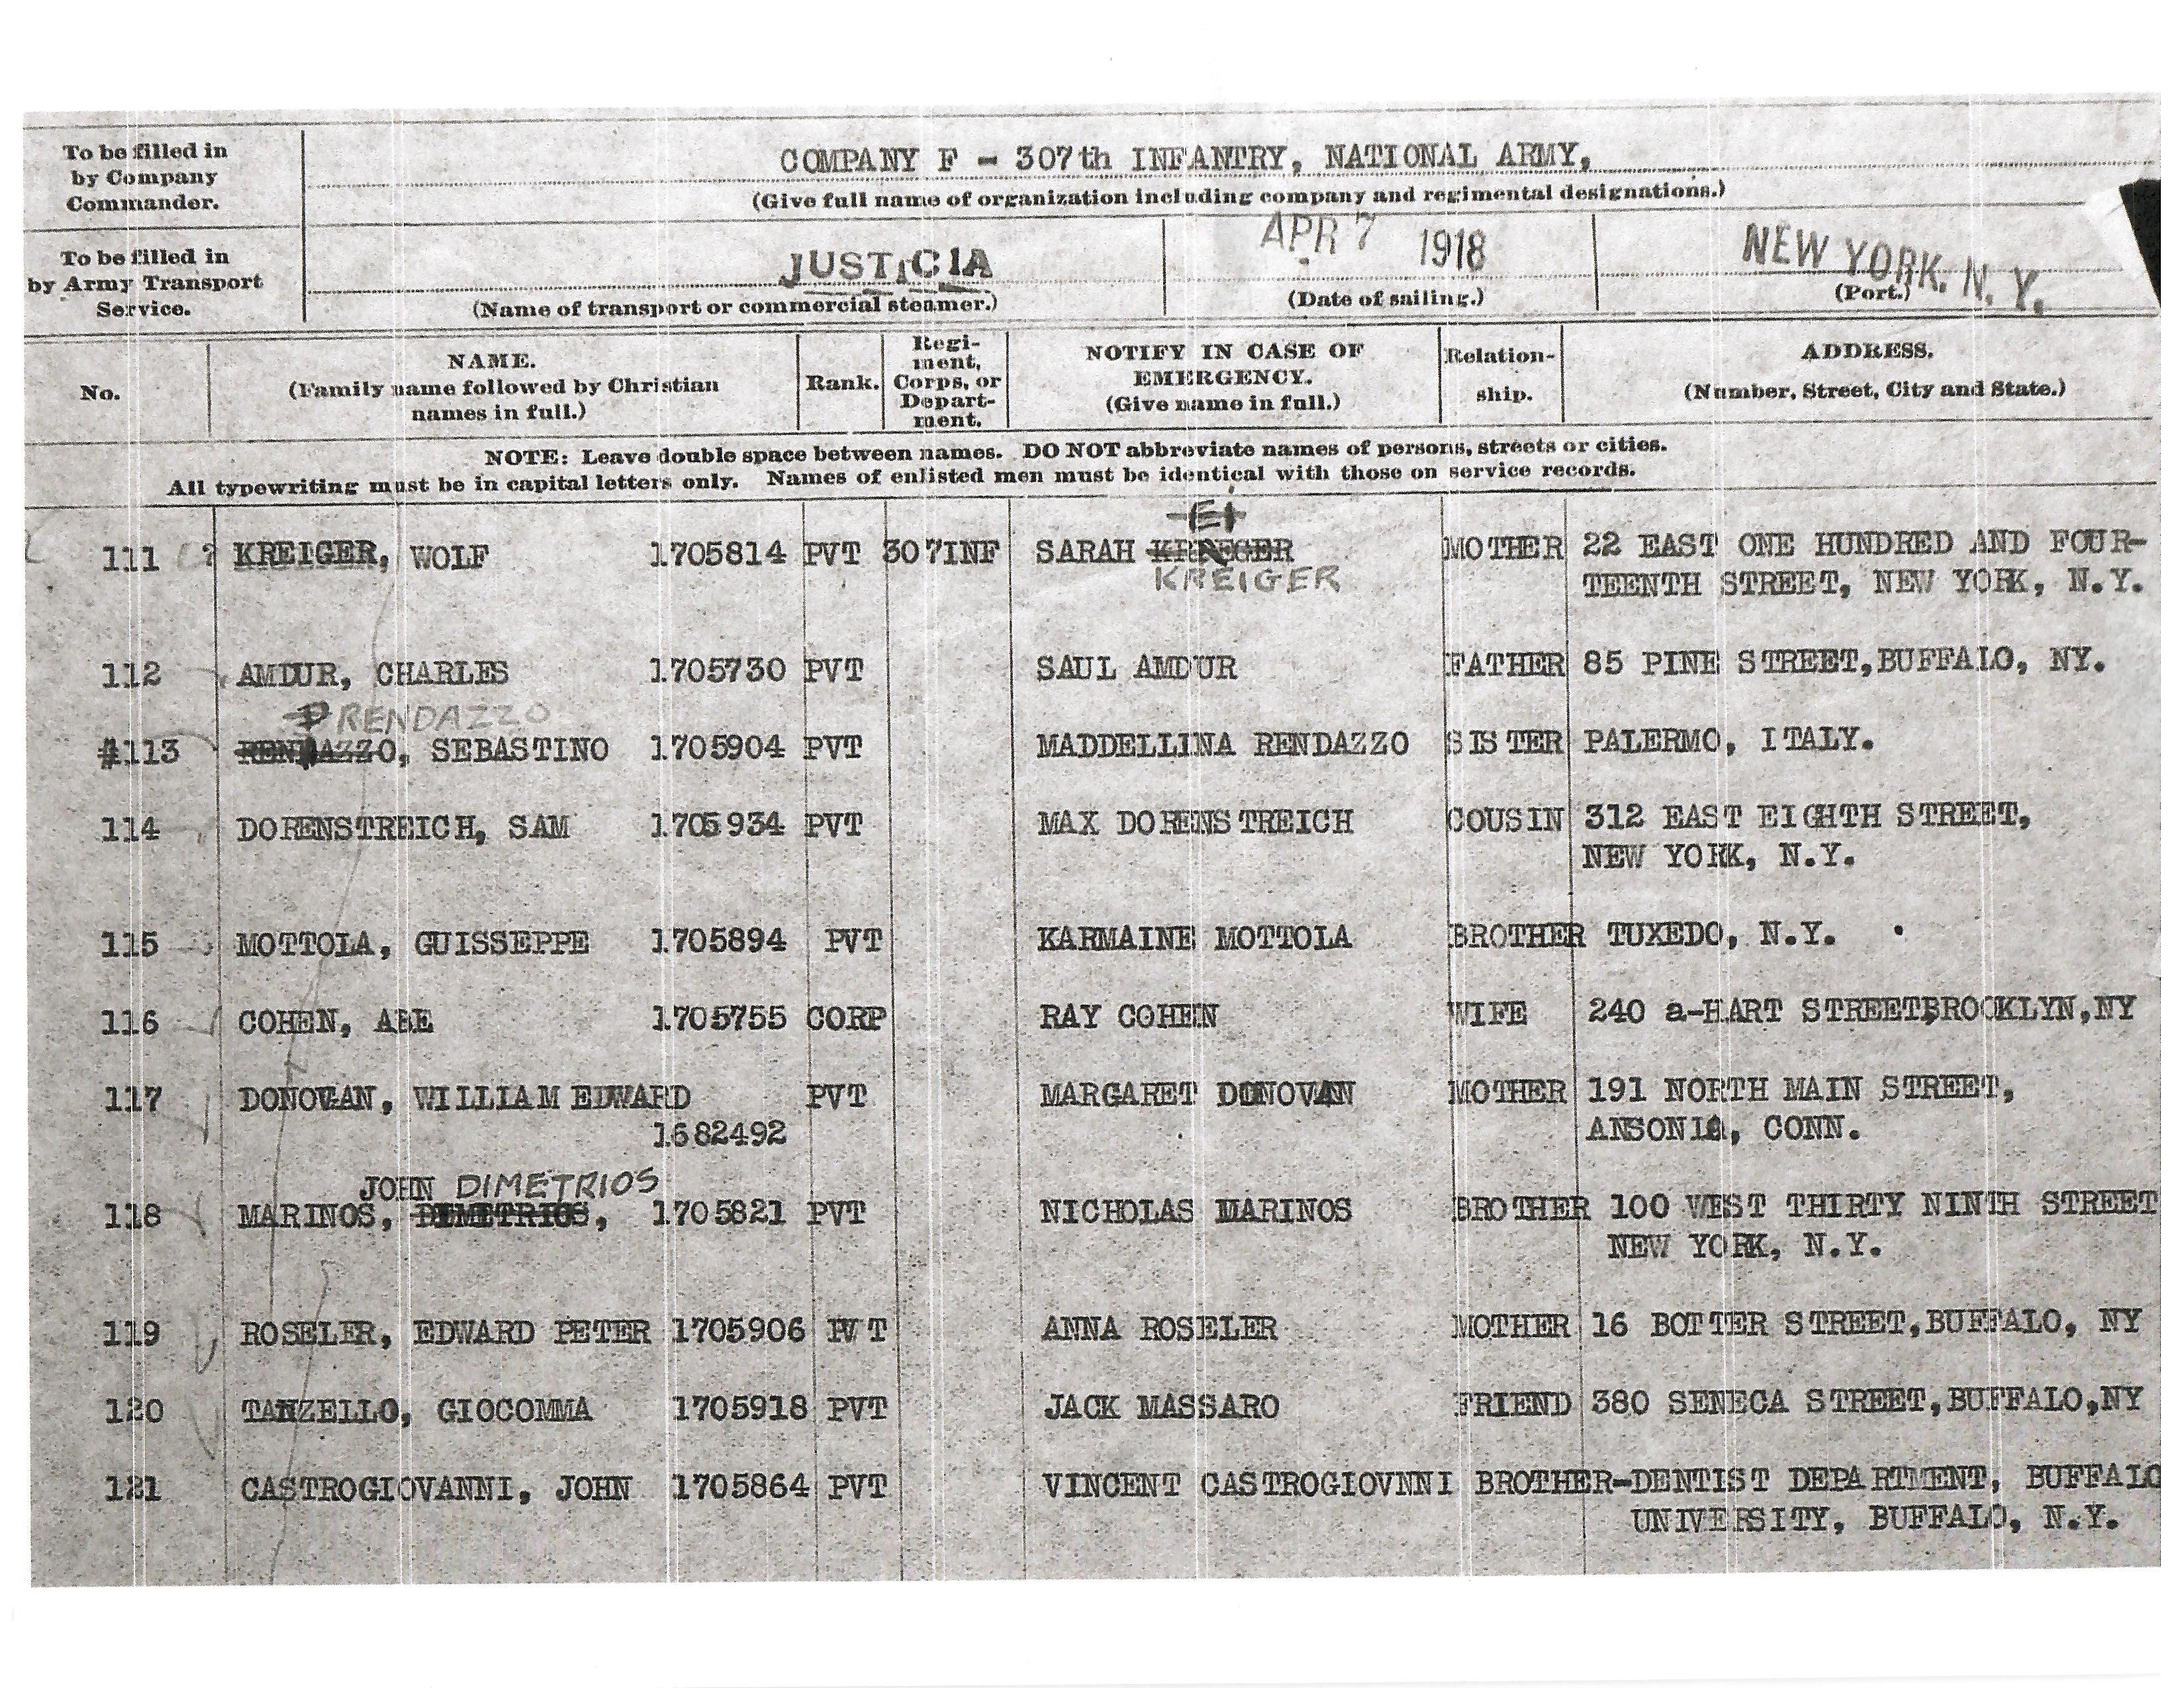 To be filled in
by Company
Commander.
COMPANY F - 307th INFANTRY, NATIONAL ARMY,
(Give full name of organization including company and regimental designations.)
To be filled in
by Army Transport
Service.
JUSTICIA
(Name of transport or commercial steamer.)
APR 7 1918
(Date of sailing.)
NEW YORK. N. Y.
(Port.)
No.
NAME.
(Family name followed by Christian
names in full.)
Rank.
Regi-
ment,
Corps, or
Depart-
ment.
NOTIFY IN CASE OF
EMERGENCY.
(Give name in full.)
Relation-
ship.
ADDRESS.
(Number, Street, City and State.)
NOTE: Leave double space between names. DO NOT abbreviate names of persons, streets or cities.
All typewriting must be in capital letters only. Names of enlisted men must be identical with those on service records.
EI
111 ? KREIGER, WOLF 1705814 PVT 307INF SARAH MOTHER 22 EAST ONE HUNDRED AND FOUR-
KREIGER TEENTH STREET, NEW YORK, N.Y.
112 AMDUR, CHARLES 1705730 PVT SAUL AMDUR FATHER 85 PINE STREET,BUFFALO, NY.
RENDAZZO
#113 RENDAZZO, SEBASTINO 1705904 PVT MADDELLINA RENDAZZO SISTER PALERMO, ITALY.
114 DORENSTREICH, SAM 1705934 PVT MAX DORENSTREICH COUSIN 312 EAST EIGHTH STREET,
NEW YORK, N.Y.
115 MOTTOLA, GUISSEPPE 1705894 PVT KARMAINE MOTTOLA BROTHER TUXEDO, N.Y.
116 COHEN, ABE 1705755 CORP RAY COHEN WIFE 240 a-HART STREET,BROOKLYN,NY
117 DONOVAN, WILLIAM EDWARD PVT MARGARET DONOVAN MOTHER 191 NORTH MAIN STREET,
1682492 ANSONIA, CONN.
JOHN DIMETRIOS
118 MARINOS, DIMETRIOS, 1705821 PVT NICHOLAS MARINOS BROTHER 100 WEST THIRTY NINTH STREET
NEW YORK, N.Y.
119 ROSELER, EDWARD PETER 1705906 PVT ANNA ROSELER MOTHER 16 BOTTER STREET,BUFFALO, NY
120 TANZELLO, GIOCOMMA 1705918 PVT JACK MASSARO FRIEND 380 SENECA STREET,BUFFALO,NY
121 CASTROGIOVANNI, JOHN 1705864 PVT VINCENT CASTROGIOVNNI BROTHER-DENTIST DEPARTMENT, BUFFALO
UNIVERSITY, BUFFALO, N.Y.